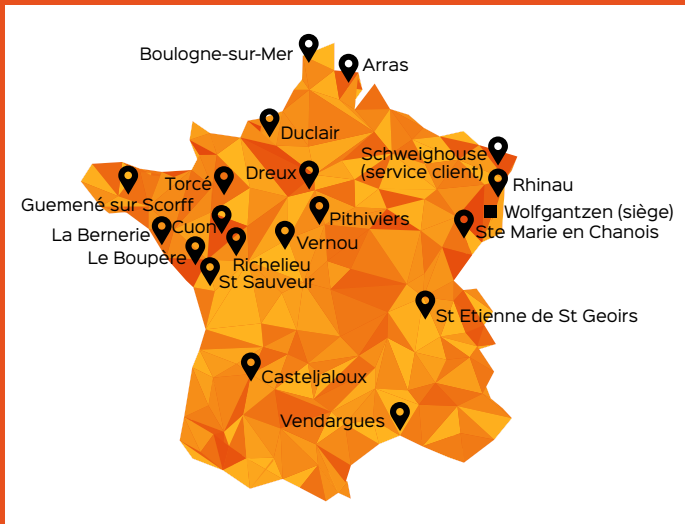 Boulogne-sur-Mer
Arras
Duclair
Schweighouse
(service client)
Dreux
Torcé
Rhinau
Guemené sur Scorff
Pithiviers
Wolfgantzen (siège)
Cuon
La Bernerie
Ste Marie en Chanois
Vernou
Le Boupère
Richelieu
St Sauveur
St Etienne de St Geoirs
Casteljaloux
Vendargues